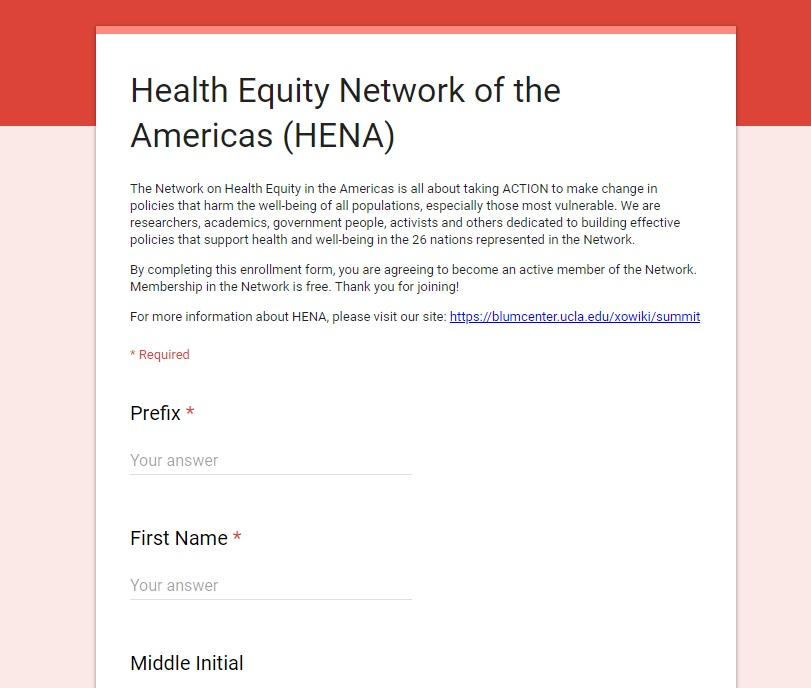 Health Equity Network of the
Americas (HENA)
The Network on Health Equity in the Americas is all about taking ACTION to make change in
policies that harm the well-being of all populations, especially those most vulnerable. We are
researchers, academics, government people, activists and others dedicated to building effective
policies that support health and well-being in the 26 nations represented in the Network.
By completing this enrollment form, you are agreeing to become an active member of the Network.
Membership in the Network is free. Thank you for joining!
For more information about HENA, please visit our site: https://blumcenter.ucla.edu/xowiki/summit
* Required
Prefix *
Your answer
First Name *
Your answer
Middle Initial